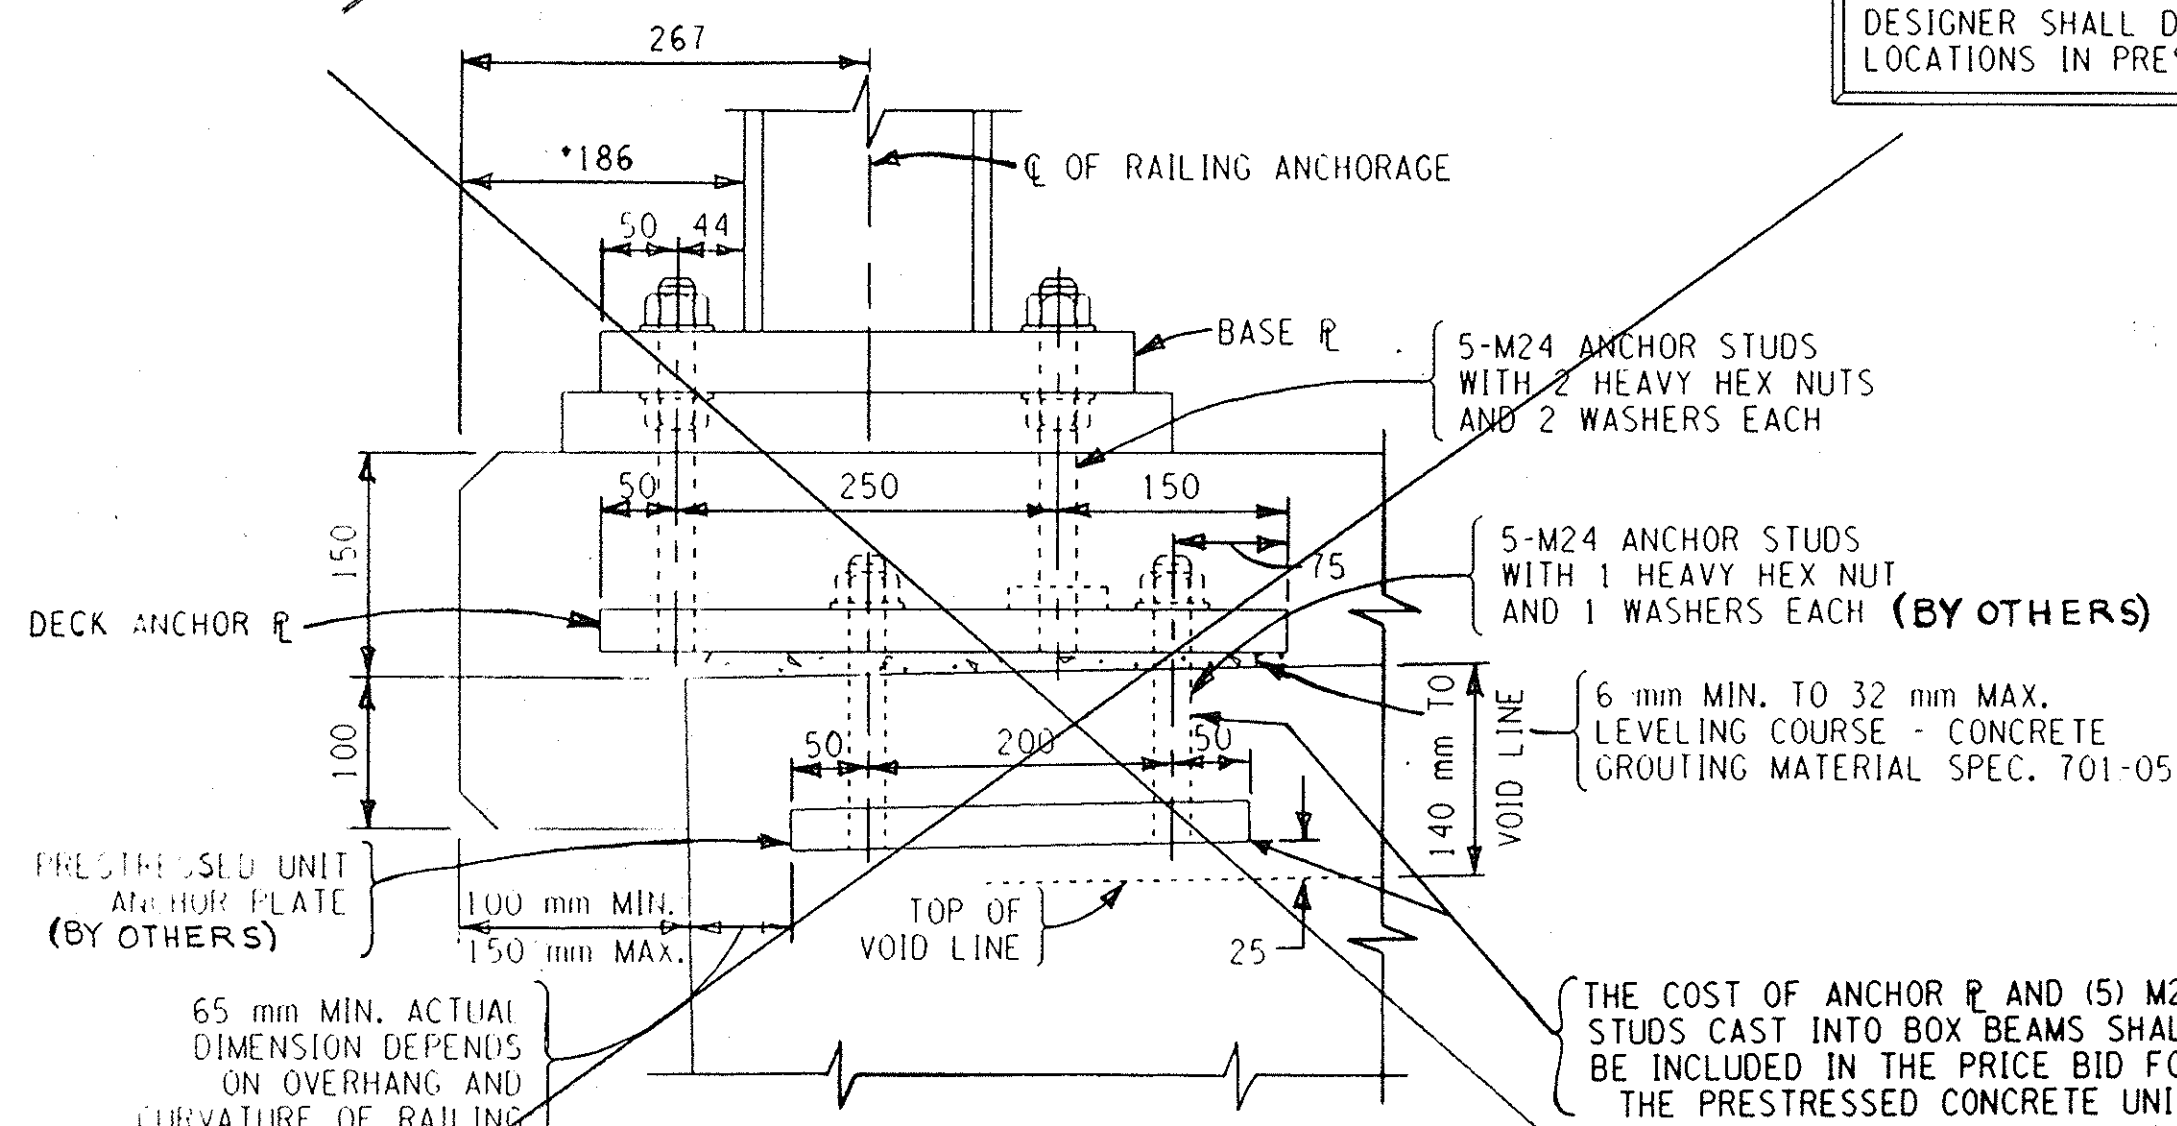 DESIGNER SHALL
LOCATIONS IN
267
*186
℄ OF RAILING ANCHORAGE
50 44
BASE ⅊
5-M24 ANCHOR STUDS
WITH 2 HEAVY HEX NUTS
AND 2 WASHERS EACH
50 250 150
150
75
5-M24 ANCHOR STUDS
WITH 1 HEAVY HEX NUT
AND 1 WASHERS EACH (BY OTHERS)
DECK ANCHOR ⅊
100
50 200 50
140 mm TO
VOID LINE
6 mm MIN. TO 32 mm MAX.
LEVELING COURSE - CONCRETE
GROUTING MATERIAL SPEC. 701-05
PRESTRESSED UNIT
ANCHOR PLATE
(BY OTHERS)
100 mm MIN.
150 mm MAX.
TOP OF
VOID LINE
25
65 mm MIN. ACTUAL
DIMENSION DEPENDS
ON OVERHANG AND
CURVATURE OF RAILING
THE COST OF ANCHOR ⅊ AND (5)
STUDS CAST INTO BOX BEAMS
BE INCLUDED IN THE PRICE BID
THE PRESTRESSED CONCRETE